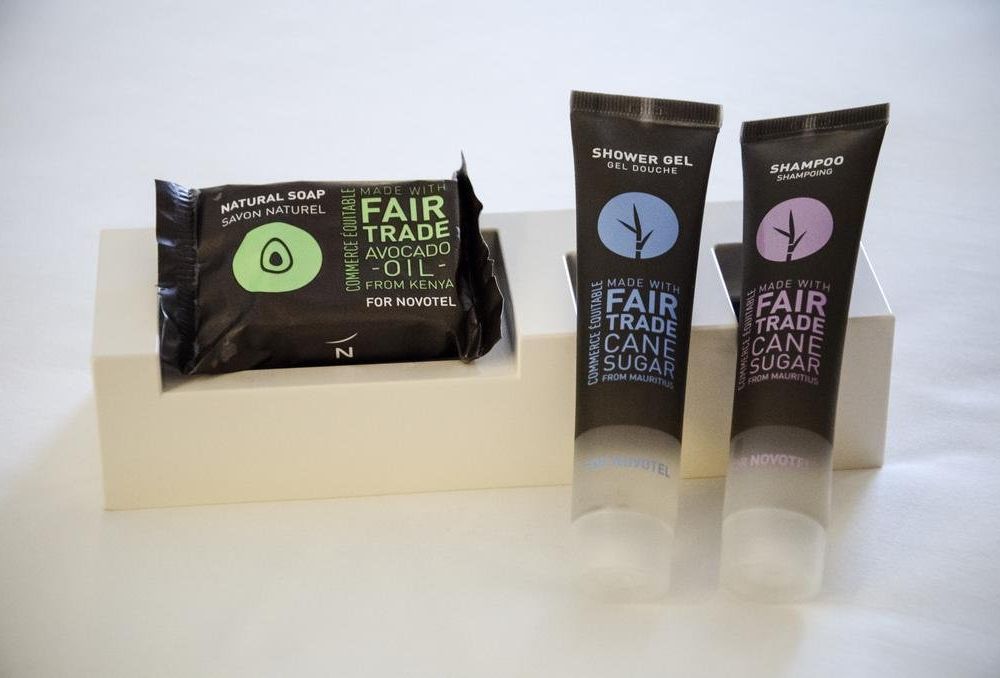 NATURAL SOAP
SAVON NATUREL
COMMERCE ÉQUITABLE
MADE WITH
FAIR
TRADE
AVOCADO
-OIL-
FROM KENYA
FOR NOVOTEL
N
SHOWER GEL
GEL DOUCHE
COMMERCE ÉQUITABLE
MADE WITH
FAIR
TRADE
CANE
SUGAR
FROM MAURITIUS
FOR NOVOTEL
SHAMPOO
SHAMPOING
COMMERCE ÉQUITABLE
MADE WITH
FAIR
TRADE
CANE
SUGAR
FROM MAURITIUS
FOR NOVOTEL